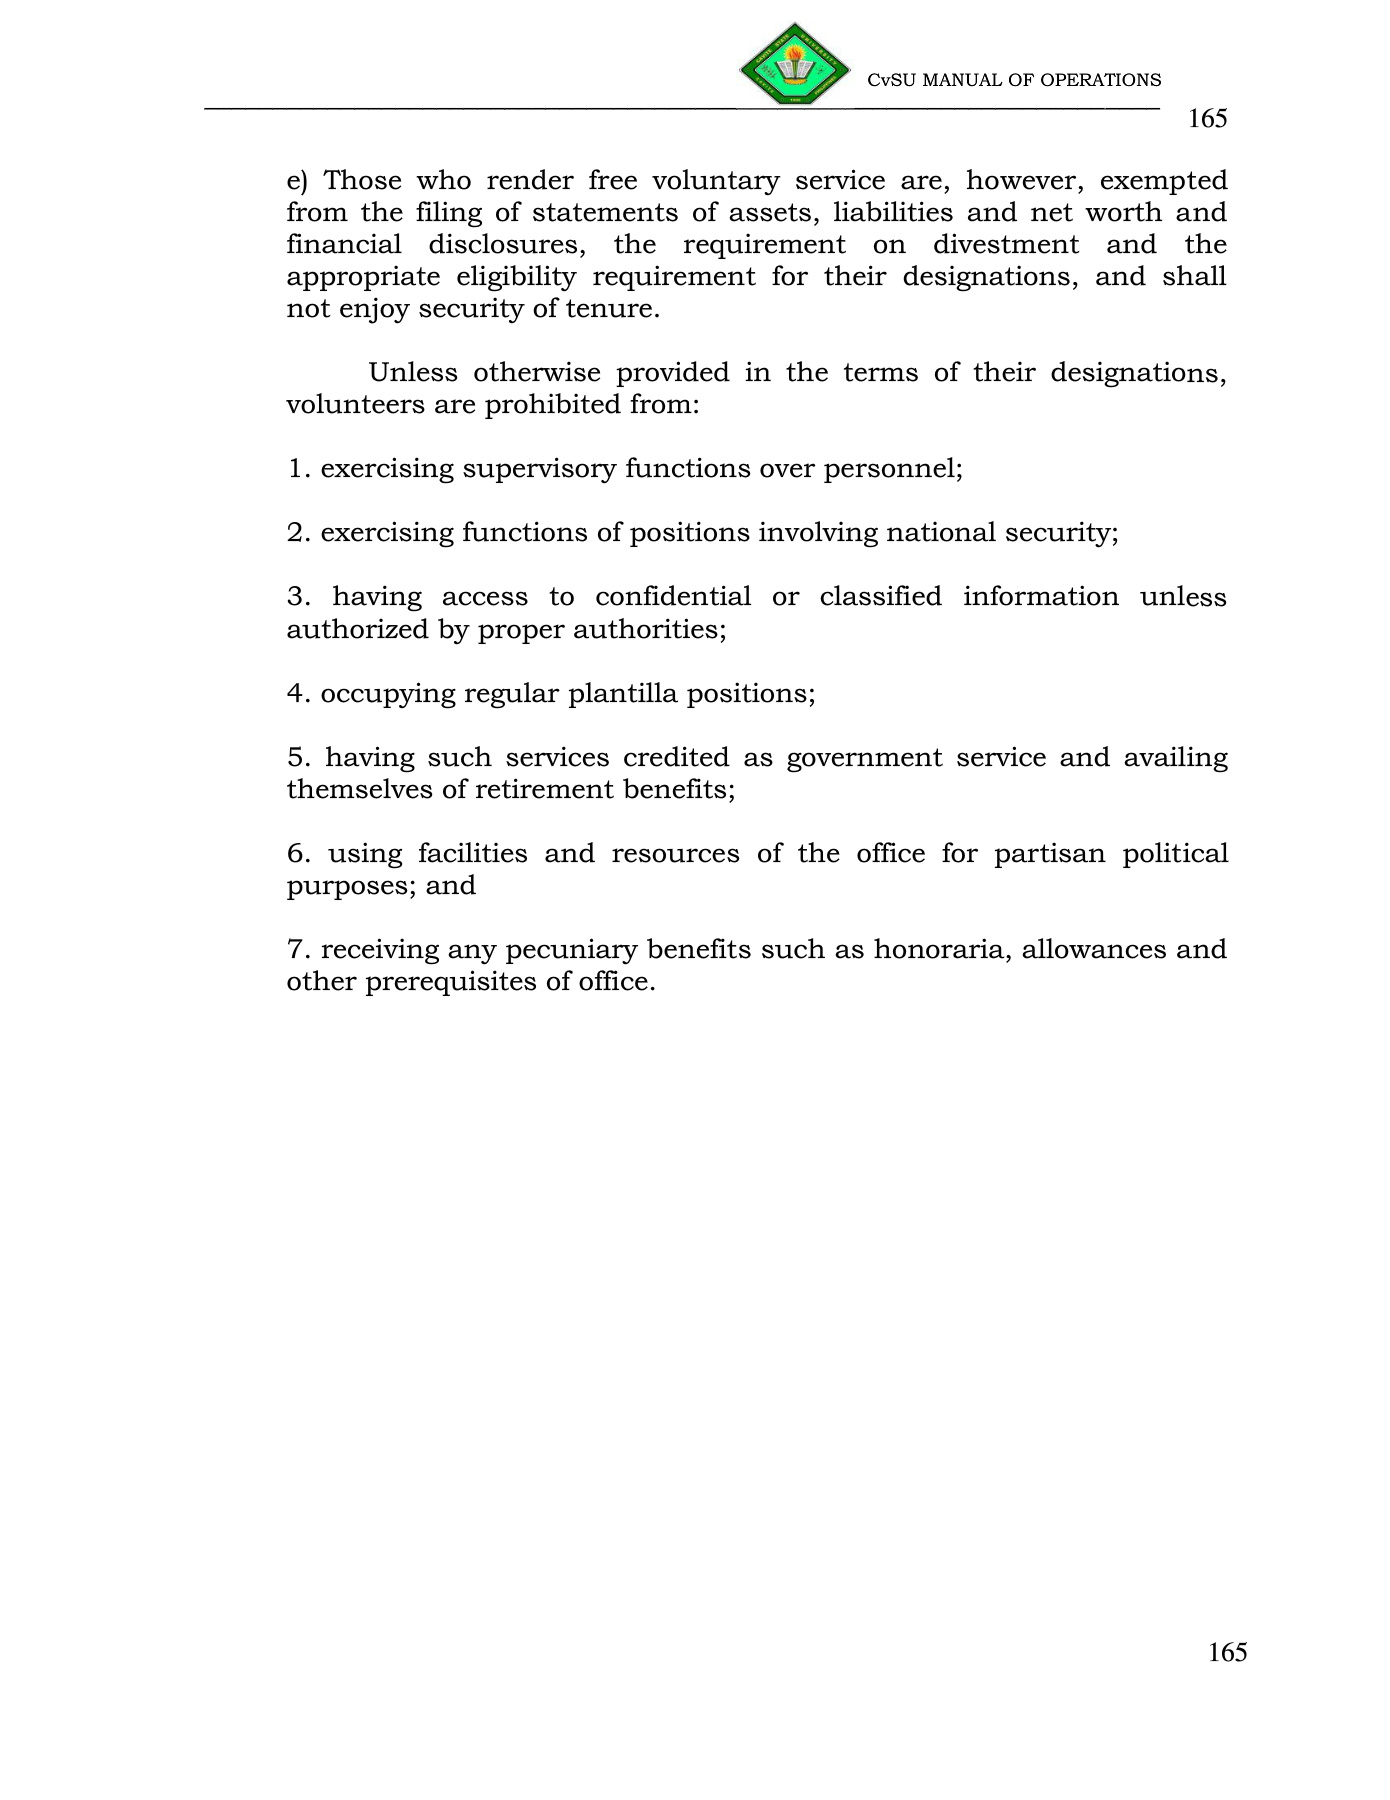 CvSU MANUAL OF OPERATIONS
165
e) Those who render free voluntary service are, however, exempted
from the filing of statements of assets, liabilities and net worth and
financial disclosures, the requirement on divestment and the
appropriate eligibility requirement for their designations, and shall
not enjoy security of tenure.
Unless otherwise provided in the terms of their designations,
volunteers are prohibited from:
1. exercising supervisory functions over personnel;
2. exercising functions of positions involving national security;
3. having access to confidential or classified information unless
authorized by proper authorities;
4. occupying regular plantilla positions;
5. having such services credited as government service and availing
themselves of retirement benefits;
6. using facilities and resources of the office for partisan political
purposes; and
7. receiving any pecuniary benefits such as honoraria, allowances and
other prerequisites of office.
165